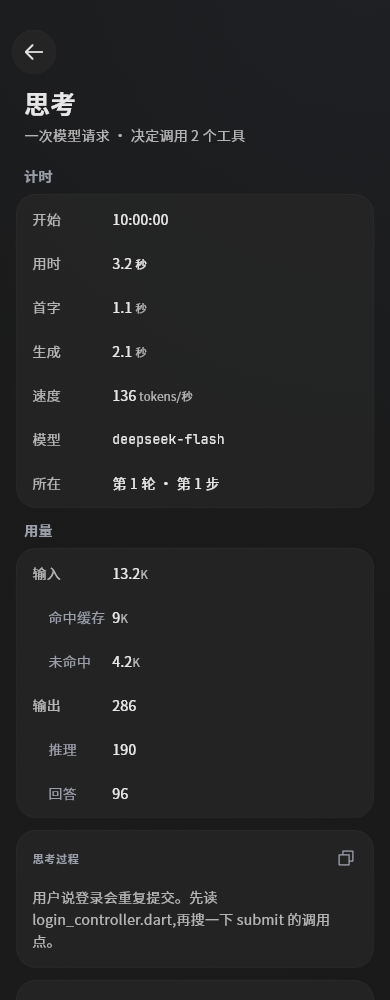 思考
一次模型请求 · 决定调用 2 个工具
计时
开始 10:00:00
用时 3.2 秒
首字 1.1 秒
生成 2.1 秒
速度 136 tokens/秒
模型 deepseek-flash
所在 第 1 轮 · 第 1 步
用量
输入 13.2K
命中缓存 9K
未命中 4.2K
输出 286
推理 190
回答 96
思考过程
用户说登录会重复提交。先读
login_controller.dart,再搜一下 submit 的调用
点。